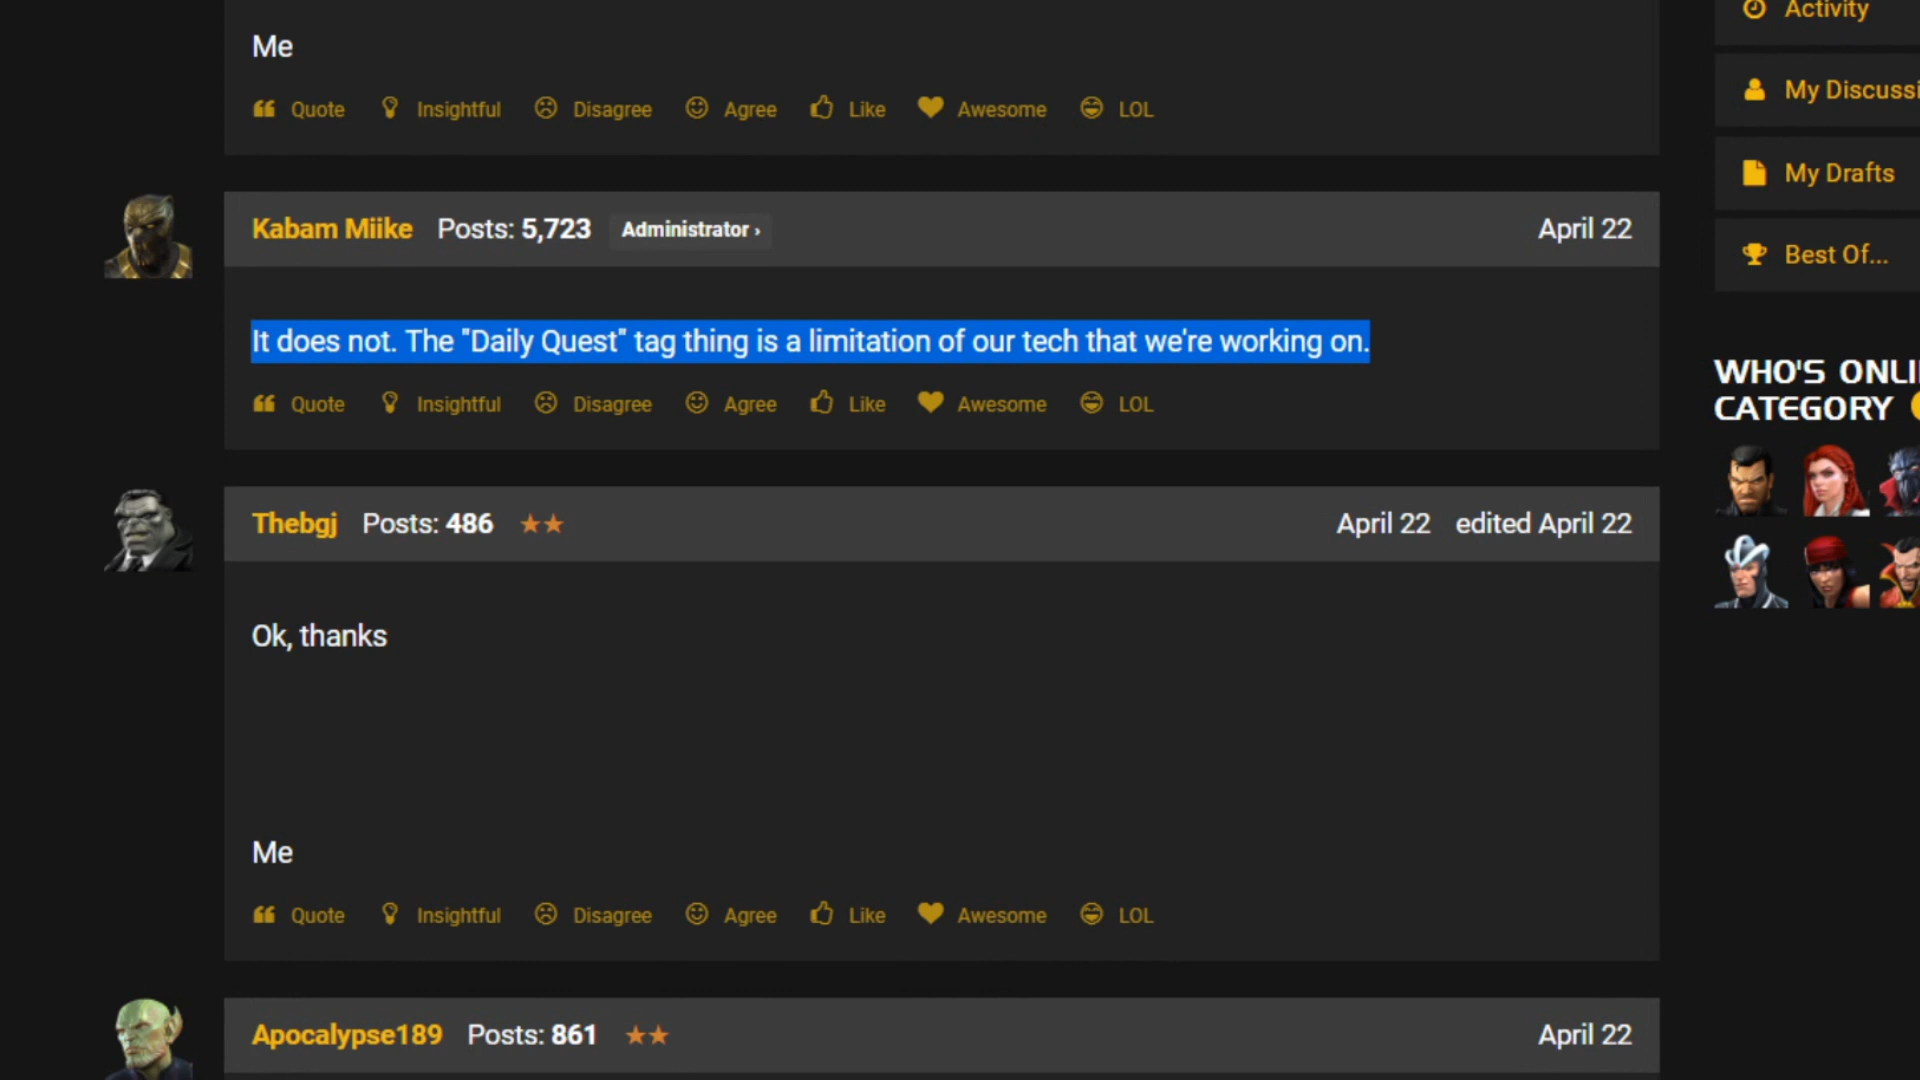 Me
Quote Insightful Disagree Agree Like Awesome LOL
Kabam Miike Posts: 5,723 Administrator › April 22
It does not. The "Daily Quest" tag thing is a limitation of our tech that we're working on.
Quote Insightful Disagree Agree Like Awesome LOL
Thebgj Posts: 486 April 22 edited April 22
Ok, thanks
Me
Quote Insightful Disagree Agree Like Awesome LOL
Apocalypse189 Posts: 861 April 22
Activity
My Discussi
My Drafts
Best Of...
WHO'S ONLI
CATEGORY